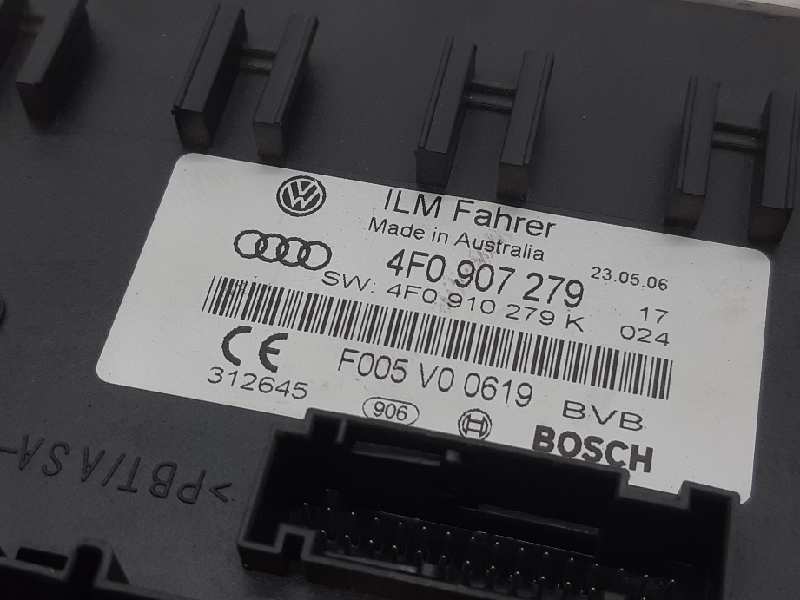 ILM Fahrer
Made in Australia
4F0 907 279
23.05.06
SW: 4F0 910 279 K
17
024
CE
312645
F005 V0 0619
BVB
906
BOSCH
>PBT/ASA-